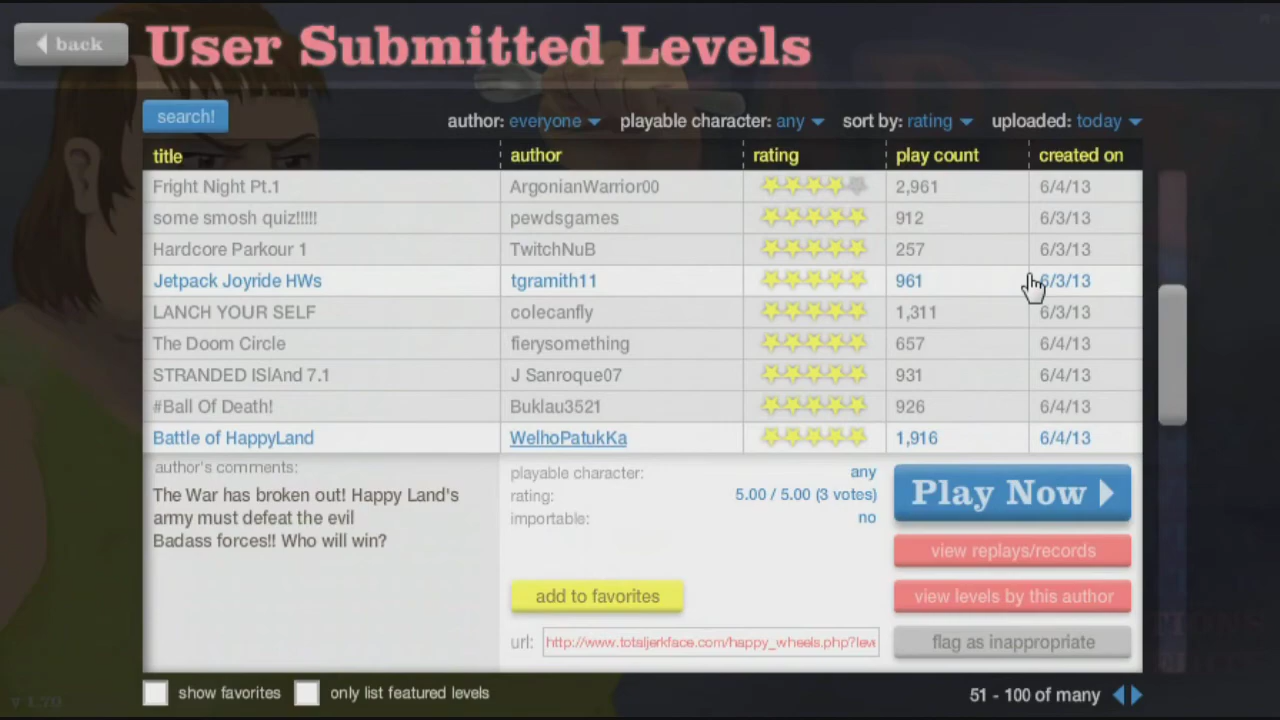 back
User Submitted Levels
search!
author: everyone playable character: any sort by: rating uploaded: today
title author rating play count created on
Fright Night Pt.1 ArgonianWarrior00 2,961 6/4/13
some smosh quiz!!!!! pewdsgames 912 6/3/13
Hardcore Parkour 1 TwitchNuB 257 6/3/13
Jetpack Joyride HWs tgramith11 961 6/3/13
LANCH YOUR SELF colecanfly 1,311 6/3/13
The Doom Circle fierysomething 657 6/4/13
STRANDED ISlAnd 7.1 J Sanroque07 931 6/4/13
#Ball Of Death! Buklau3521 926 6/4/13
Battle of HappyLand WelhoPatukKa 1,916 6/4/13
author's comments:
The War has broken out! Happy Land's
army must defeat the evil
Badass forces!! Who will win?
playable character: any
rating: 5.00 / 5.00 (3 votes)
importable: no
add to favorites
url: http://www.totaljerkface.com/happy_wheels.php?leve
Play Now
view replays/records
view levels by this author
flag as inappropriate
show favorites only list featured levels
51 - 100 of many
v 1.70